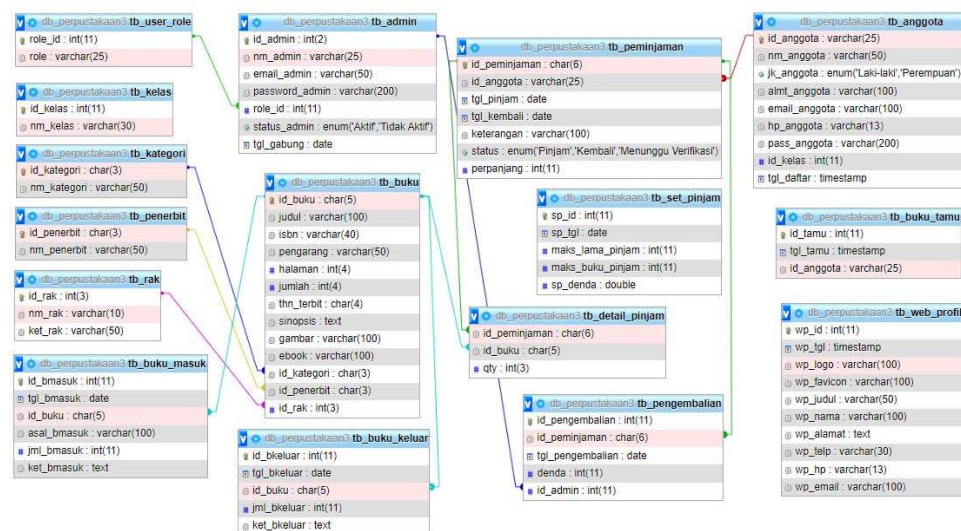 db_perpustakaan3 tb_user_role
role_id : int(11)
role : varchar(25)
db_perpustakaan3 tb_kelas
id_kelas : int(11)
nm_kelas : varchar(30)
db_perpustakaan3 tb_kategori
id_kategori : char(3)
nm_kategori : varchar(50)
db_perpustakaan3 tb_penerbit
id_penerbit : char(3)
nm_penerbit : varchar(50)
db_perpustakaan3 tb_rak
id_rak : int(3)
nm_rak : varchar(10)
ket_rak : varchar(50)
db_perpustakaan3 tb_buku_masuk
id_bmasuk : int(11)
tgl_bmasuk : date
id_buku : char(5)
asal_bmasuk : varchar(100)
jml_bmasuk : int(11)
ket_bmasuk : text
db_perpustakaan3 tb_admin
id_admin : int(2)
nm_admin : varchar(25)
email_admin : varchar(50)
password_admin : varchar(200)
role_id : int(11)
status_admin : enum('Aktif','Tidak Aktif')
tgl_gabung : date
db_perpustakaan3 tb_buku
id_buku : char(5)
judul : varchar(100)
isbn : varchar(40)
pengarang : varchar(50)
halaman : int(4)
jumlah : int(4)
thn_terbit : char(4)
sinopsis : text
gambar : varchar(100)
ebook : varchar(100)
id_kategori : char(3)
id_penerbit : char(3)
id_rak : int(3)
db_perpustakaan3 tb_buku_keluar
id_bkeluar : int(11)
tgl_bkeluar : date
id_buku : char(5)
jml_bkeluar : int(11)
ket_bkeluar : text
db_perpustakaan3 tb_peminjaman
id_peminjaman : char(6)
id_anggota : varchar(25)
tgl_pinjam : date
tgl_kembali : date
keterangan : varchar(100)
status : enum('Pinjam','Kembali','Menunggu Verifikasi')
perpanjang : int(11)
db_perpustakaan3 tb_set_pinjam
sp_id : int(11)
sp_tgl : date
maks_lama_pinjam : int(11)
maks_buku_pinjam : int(11)
sp_denda : double
db_perpustakaan3 tb_detail_pinjam
id_peminjaman : char(6)
id_buku : char(5)
qty : int(3)
db_perpustakaan3 tb_pengembalian
id_pengembalian : int(11)
id_peminjaman : char(6)
tgl_pengembalian : date
denda : int(11)
id_admin : int(11)
db_perpustakaan3 tb_anggota
id_anggota : varchar(25)
nm_anggota : varchar(50)
jk_anggota : enum('Laki-laki','Perempuan')
almt_anggota : varchar(100)
email_anggota : varchar(100)
hp_anggota : varchar(13)
pass_anggota : varchar(200)
id_kelas : int(11)
tgl_daftar : timestamp
db_perpustakaan3 tb_buku_tamu
id_tamu : int(11)
tgl_tamu : timestamp
id_anggota : varchar(25)
db_perpustakaan3 tb_web_profil
wp_id : int(11)
wp_tgl : timestamp
wp_logo : varchar(100)
wp_favicon : varchar(100)
wp_judul : varchar(50)
wp_nama : varchar(100)
wp_alamat : text
wp_telp : varchar(30)
wp_hp : varchar(13)
wp_email : varchar(100)